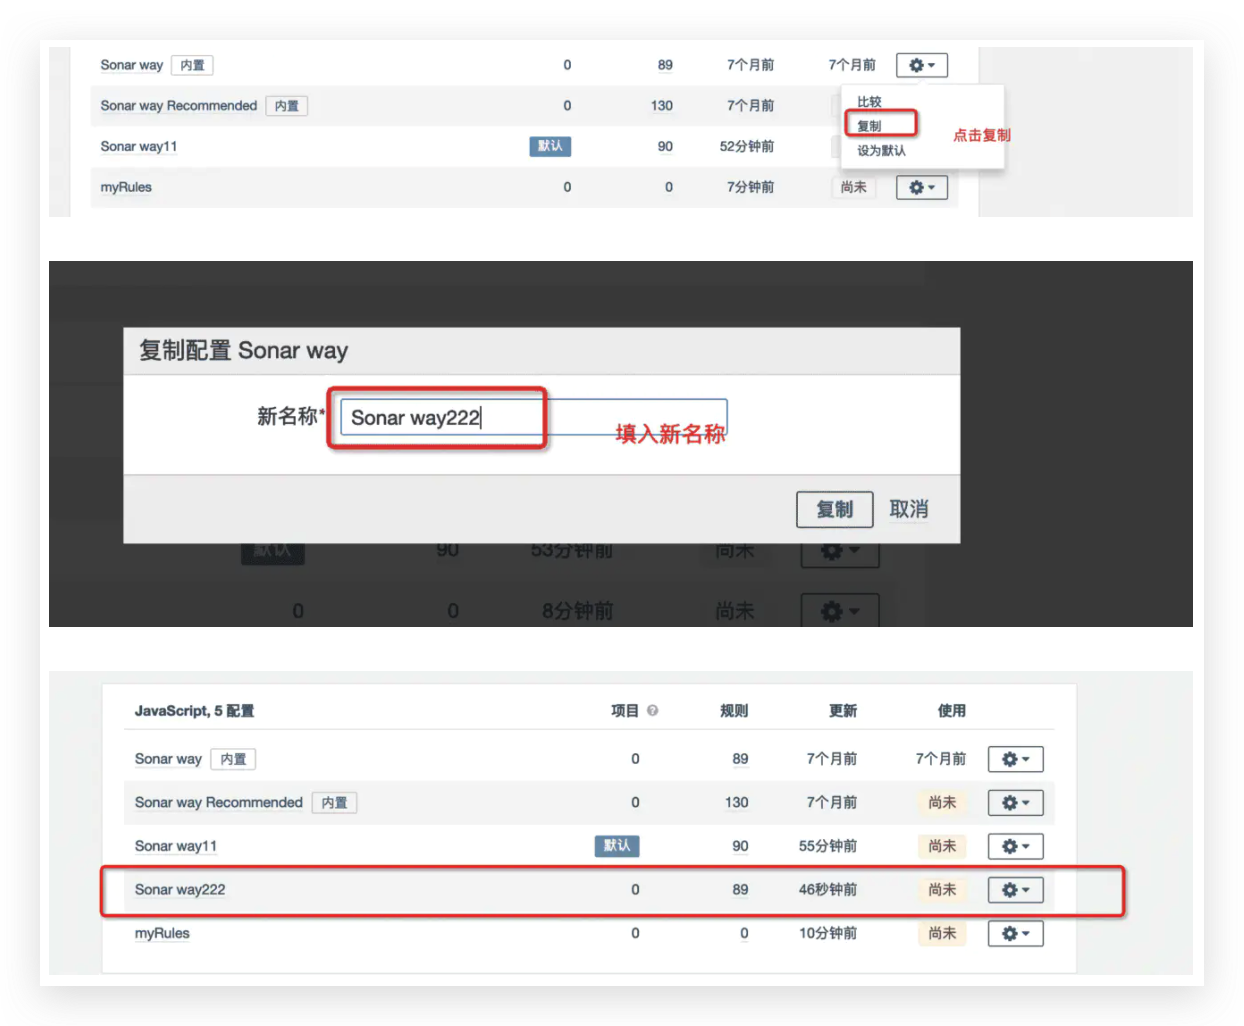 Sonar way 内置 0 89 7个月前 7个月前
比较
Sonar way Recommended 内置 0 130 7个月前
复制
点击复制
Sonar way11 默认 90 52分钟前
设为默认
myRules 0 0 7分钟前 尚未
复制配置 Sonar way
新名称* Sonar way222
填入新名称
复制 取消
默认 90 53分钟前 尚未
0 0 8分钟前 尚未
JavaScript, 5 配置 项目 规则 更新 使用
Sonar way 内置 0 89 7个月前 7个月前
Sonar way Recommended 内置 0 130 7个月前 尚未
Sonar way11 默认 90 55分钟前 尚未
Sonar way222 0 89 46秒钟前 尚未
myRules 0 0 10分钟前 尚未